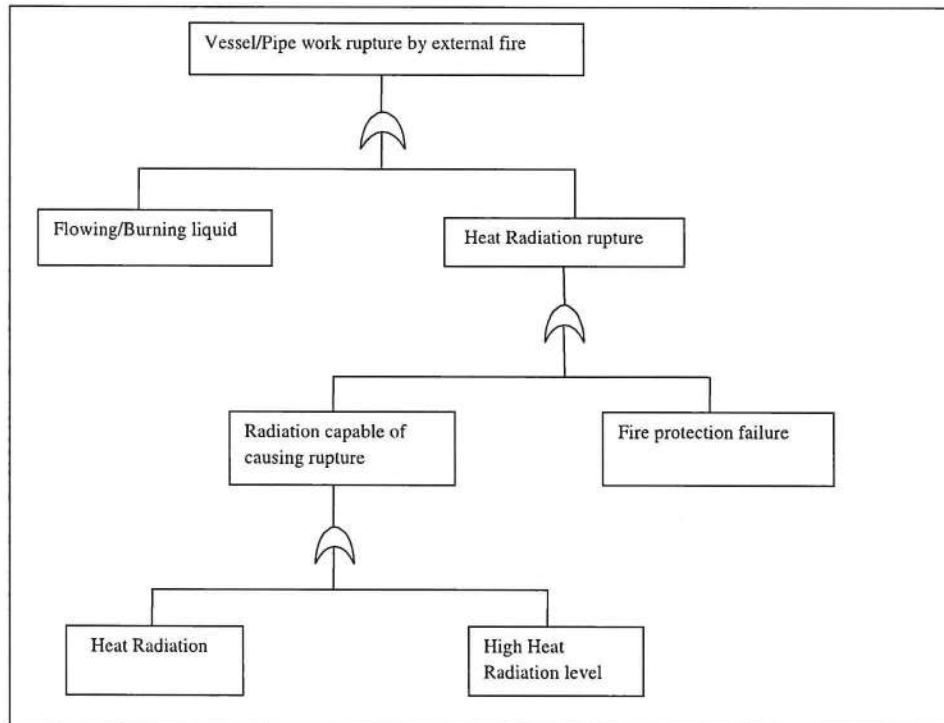 Vessel/Pipe work rupture by external fire
Flowing/Burning liquid
Heat Radiation rupture
Radiation capable of
causing rupture
Fire protection failure
Heat Radiation
High Heat
Radiation level